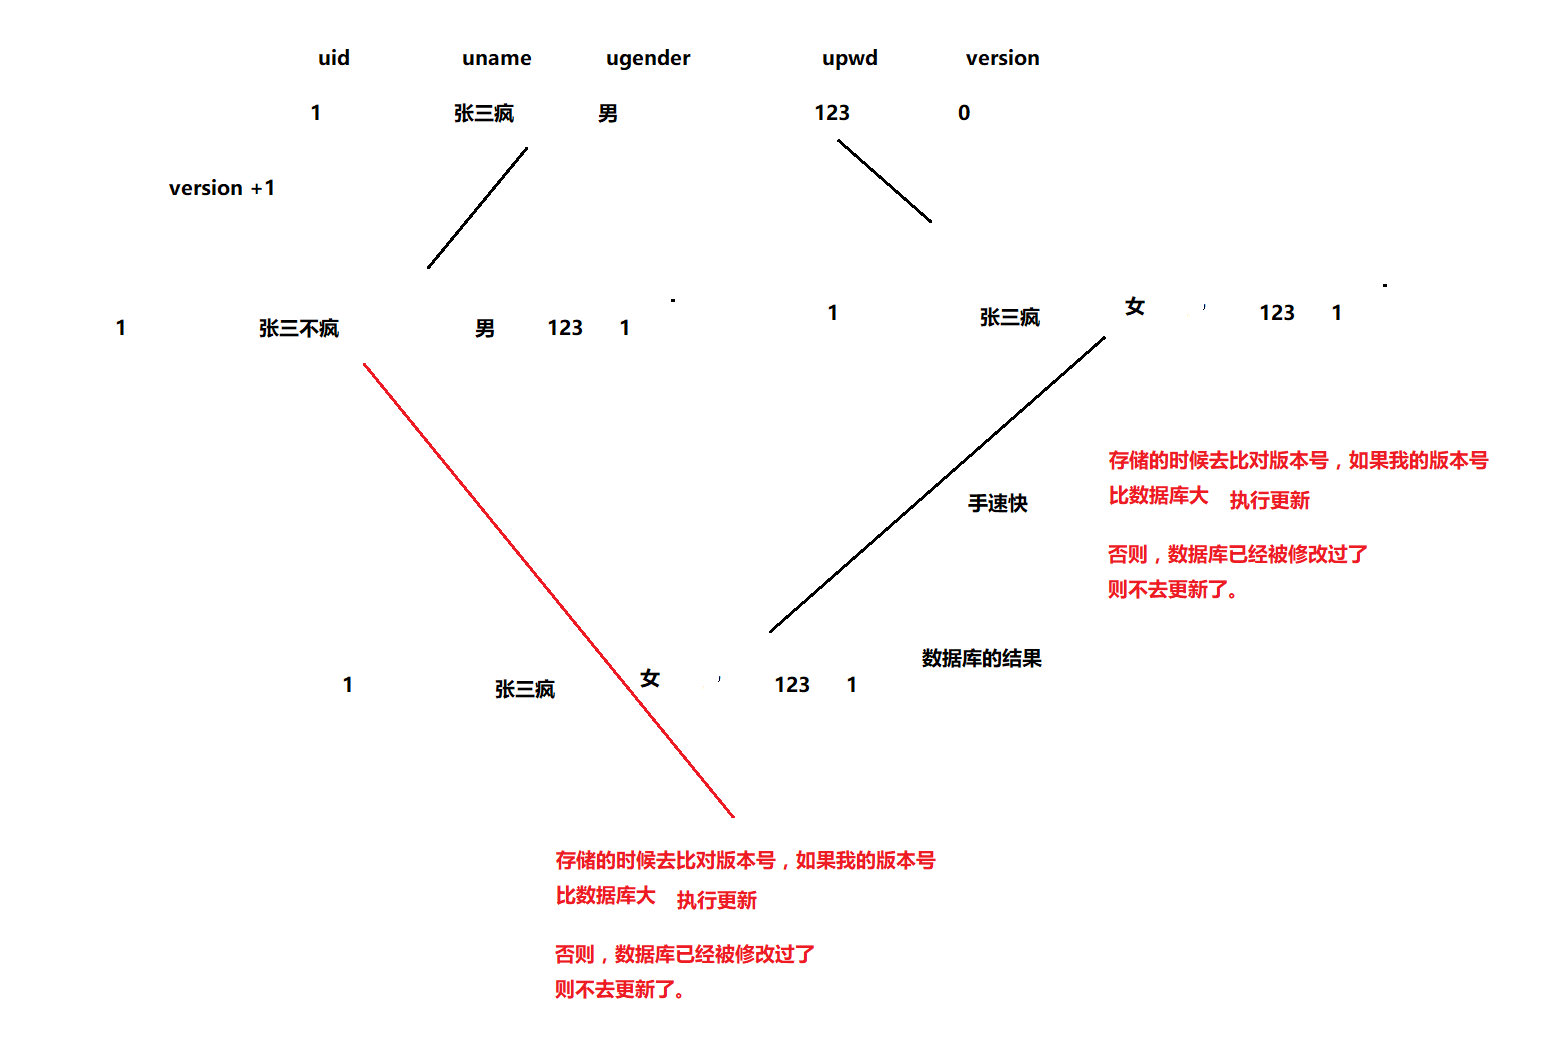 uid uname ugender upwd version
1 张三疯 男 123 0
version +1
1 张三不疯 男 123 1
1 张三疯 女 , 123 1
存储的时候去比对版本号，如果我的版本号
比数据库大 执行更新
手速快
否则，数据库已经被修改过了
则不去更新了。
数据库的结果
1 张三疯 女 , 123 1
存储的时候去比对版本号，如果我的版本号
比数据库大 执行更新
否则，数据库已经被修改过了
则不去更新了。